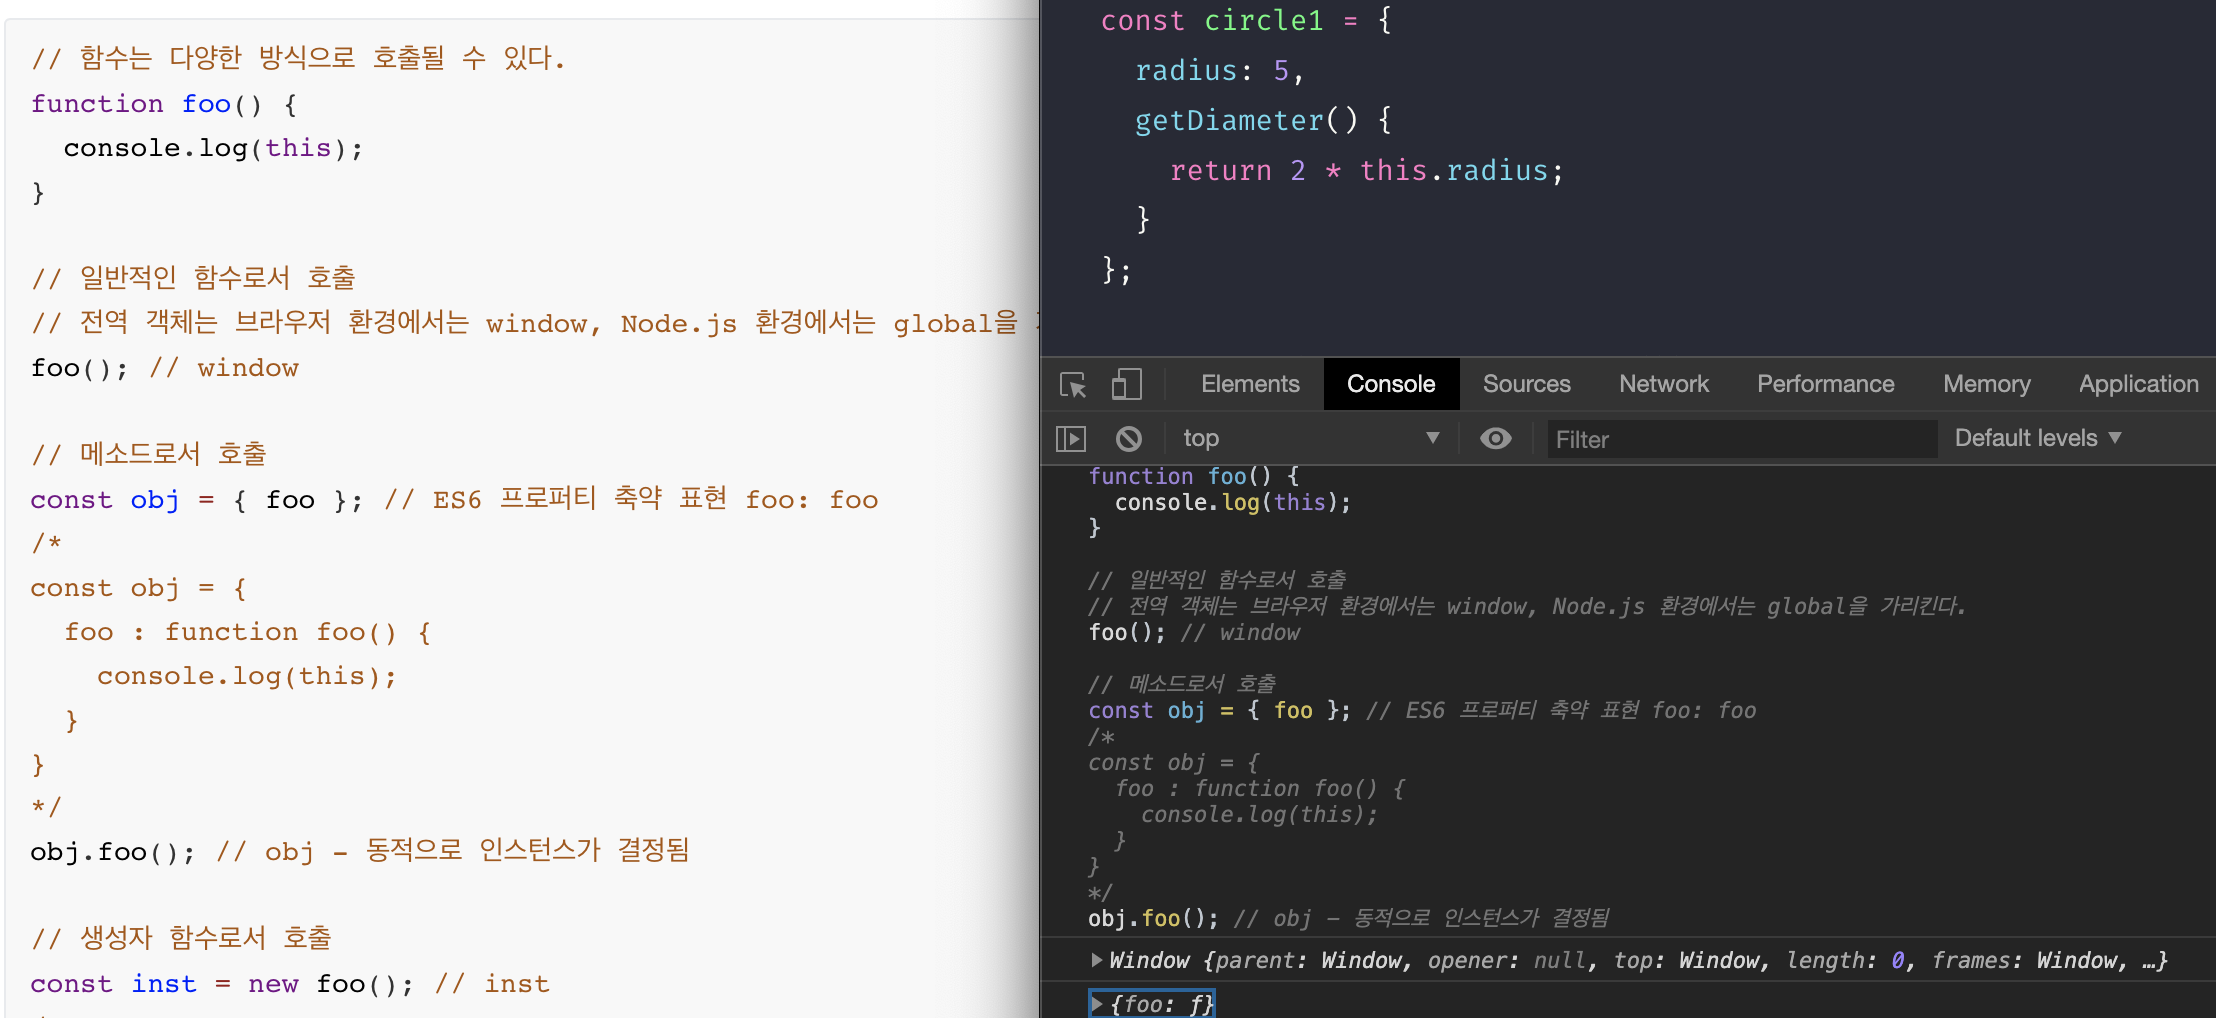 // 함수는 다양한 방식으로 호출될 수 있다.
function foo() {
  console.log(this);
}
// 일반적인 함수로서 호출
// 전역 객체는 브라우저 환경에서는 window, Node.js 환경에서는 global을
foo(); // window
// 메소드로서 호출
const obj = { foo }; // ES6 프로퍼티 축약 표현 foo: foo
/*
const obj = {
  foo : function foo() {
    console.log(this);
  }
}
*/
obj.foo(); // obj - 동적으로 인스턴스가 결정됨
// 생성자 함수로서 호출
const inst = new foo(); // inst
const circle1 = {
  radius: 5,
  getDiameter() {
    return 2 * this.radius;
  }
};
Elements Console Sources Network Performance Memory Application
top Filter Default levels
function foo() {
  console.log(this);
}
// 일반적인 함수로서 호출
// 전역 객체는 브라우저 환경에서는 window, Node.js 환경에서는 global을 가리킨다.
foo(); // window
// 메소드로서 호출
const obj = { foo }; // ES6 프로퍼티 축약 표현 foo: foo
/*
const obj = {
  foo : function foo() {
    console.log(this);
  }
}
*/
obj.foo(); // obj - 동적으로 인스턴스가 결정됨
Window {parent: Window, opener: null, top: Window, length: 0, frames: Window, …}
{foo: ƒ}